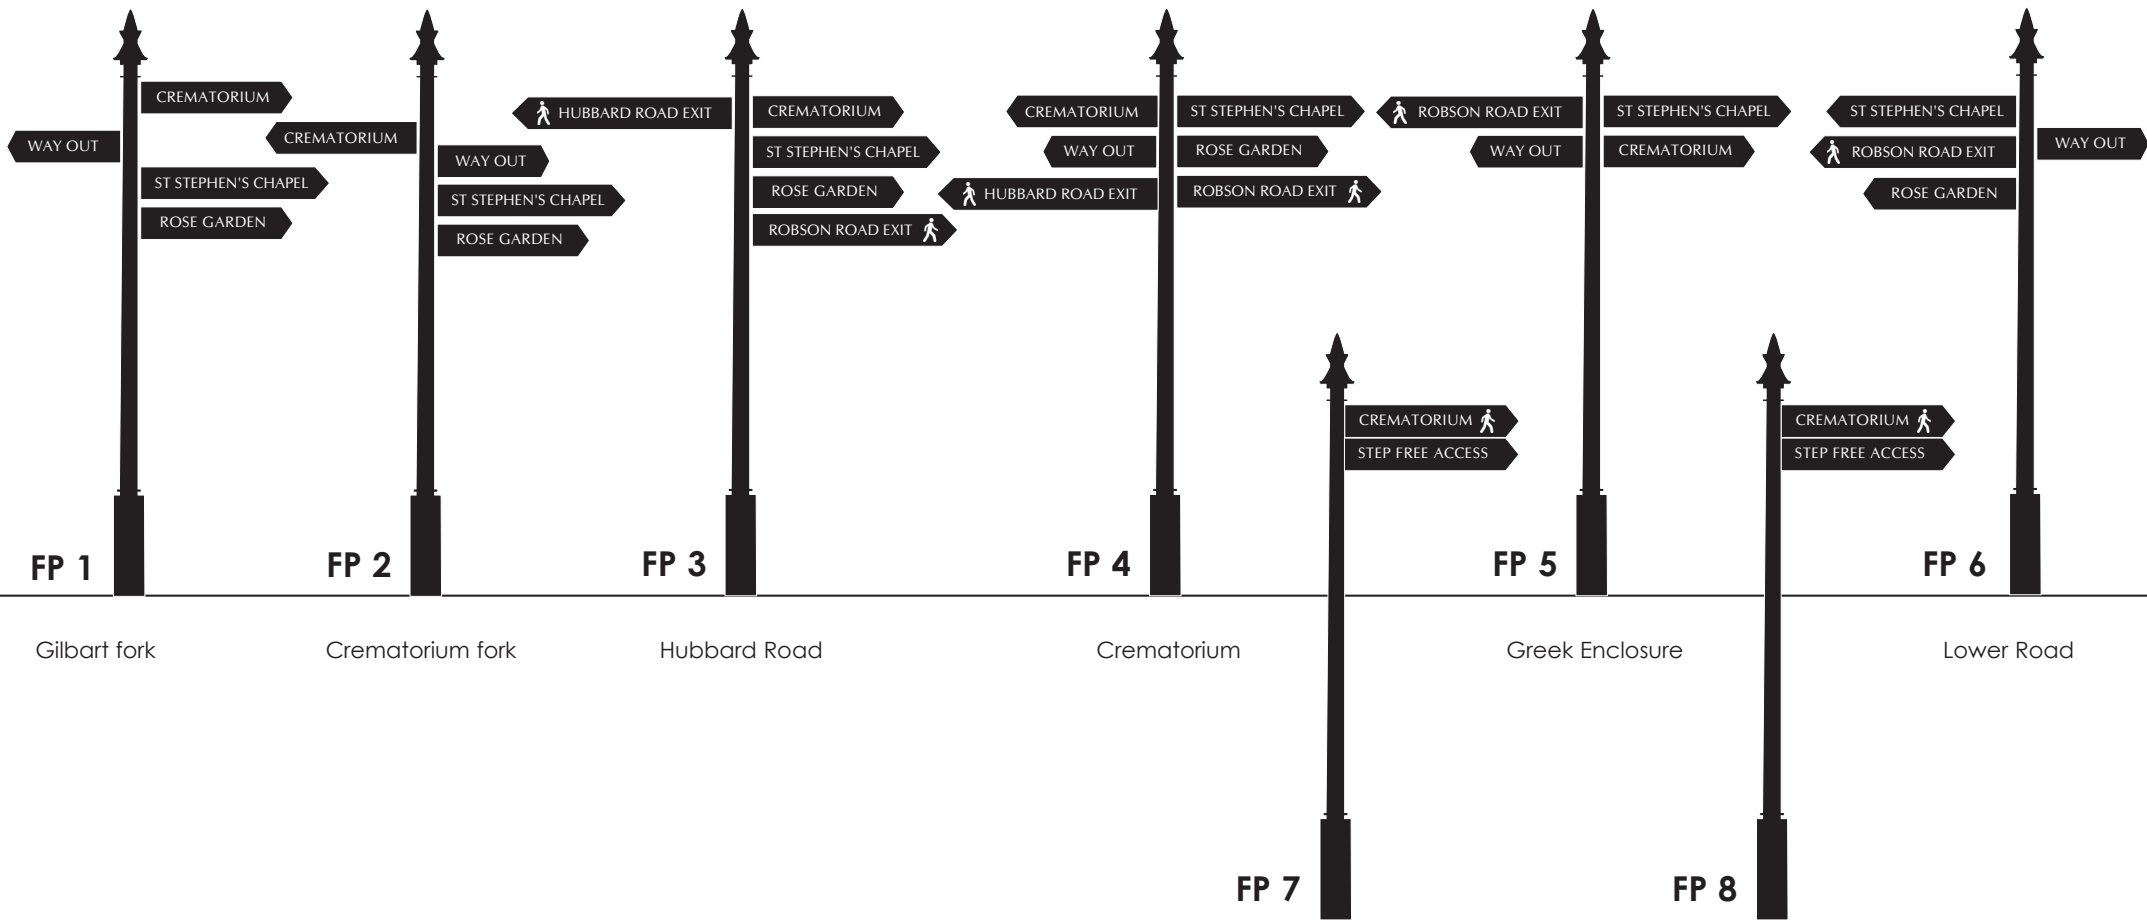 CREMATORIUM
WAY OUT
ST STEPHEN'S CHAPEL
ROSE GARDEN
FP 1
Gilbart fork
CREMATORIUM
WAY OUT
ST STEPHEN'S CHAPEL
ROSE GARDEN
FP 2
Crematorium fork
HUBBARD ROAD EXIT
CREMATORIUM
ST STEPHEN'S CHAPEL
ROSE GARDEN
ROBSON ROAD EXIT
FP 3
Hubbard Road
CREMATORIUM
WAY OUT
HUBBARD ROAD EXIT
ST STEPHEN'S CHAPEL
ROSE GARDEN
ROBSON ROAD EXIT
FP 4
Crematorium
ROBSON ROAD EXIT
WAY OUT
ST STEPHEN'S CHAPEL
CREMATORIUM
FP 5
Greek Enclosure
ST STEPHEN'S CHAPEL
ROBSON ROAD EXIT
ROSE GARDEN
WAY OUT
FP 6
Lower Road
CREMATORIUM
STEP FREE ACCESS
FP 7
CREMATORIUM
STEP FREE ACCESS
FP 8